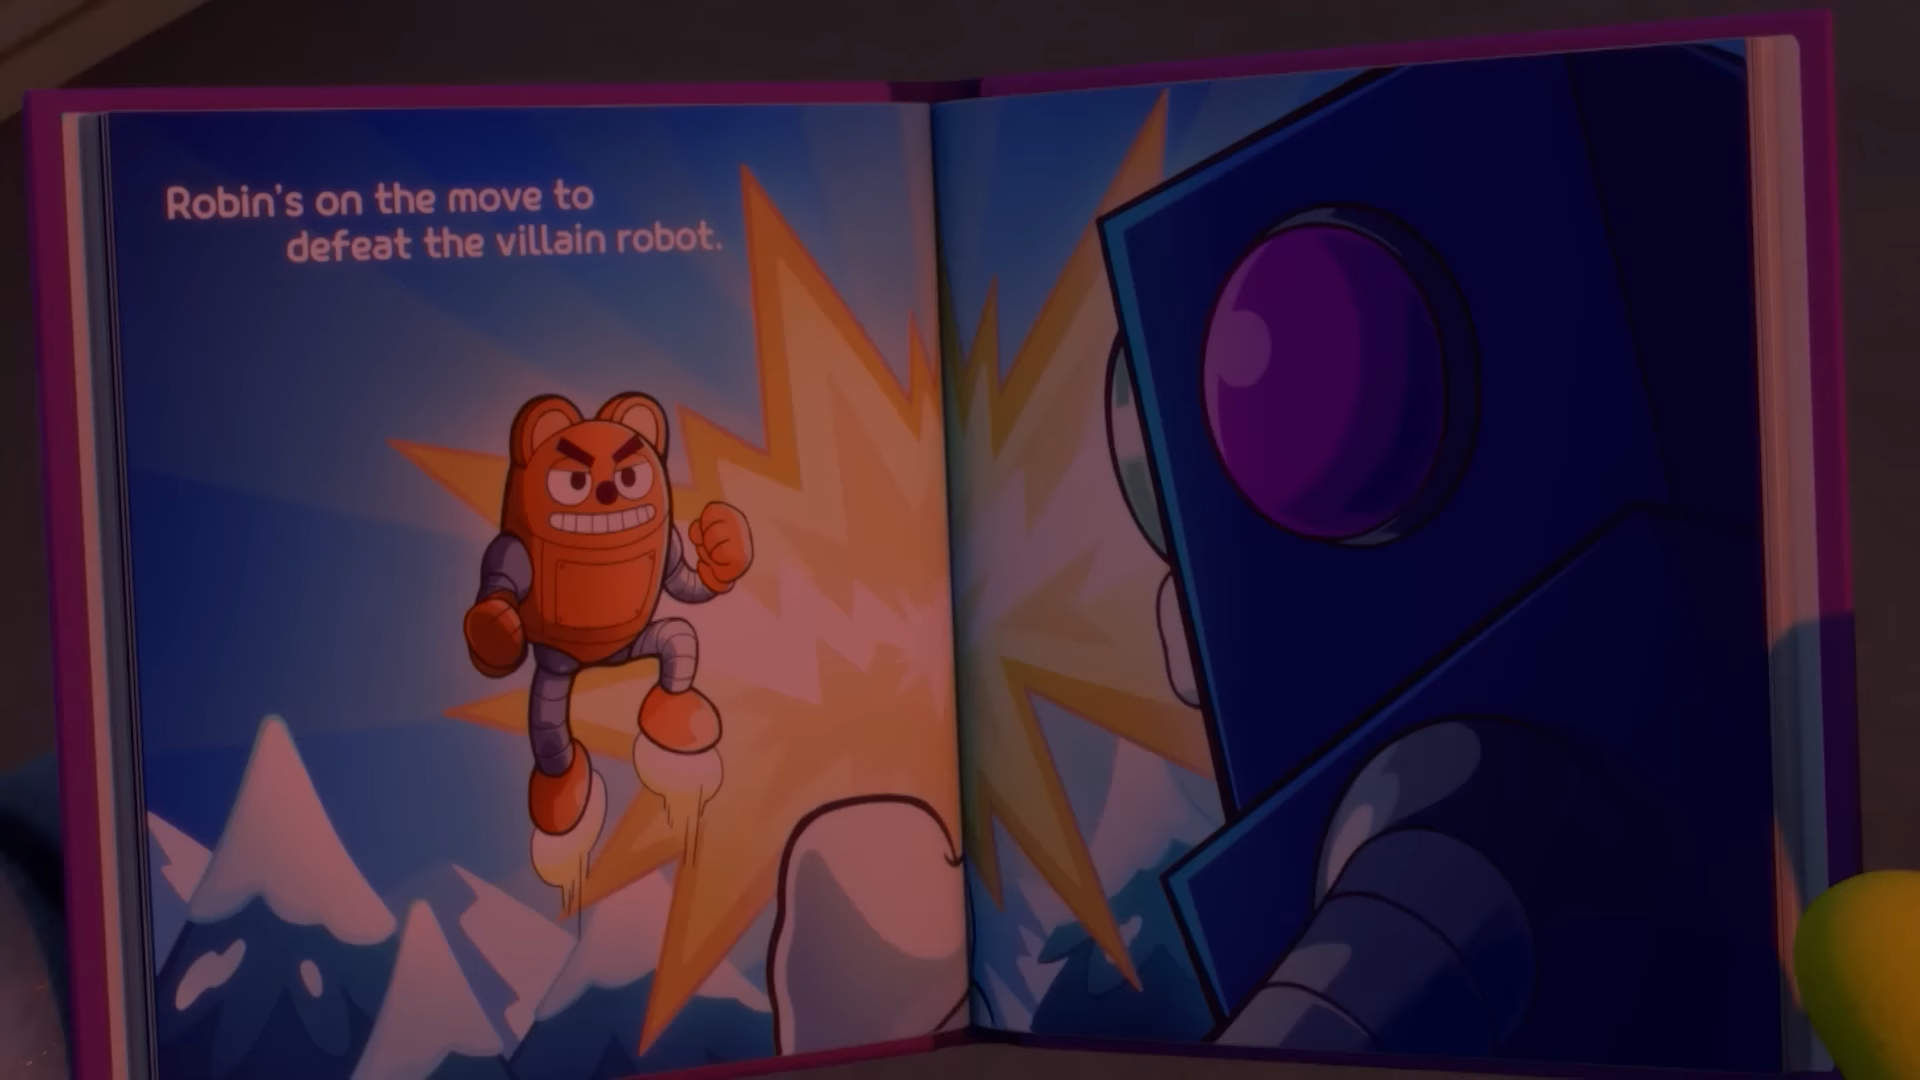 Robin's on the move to
defeat the villain robot.